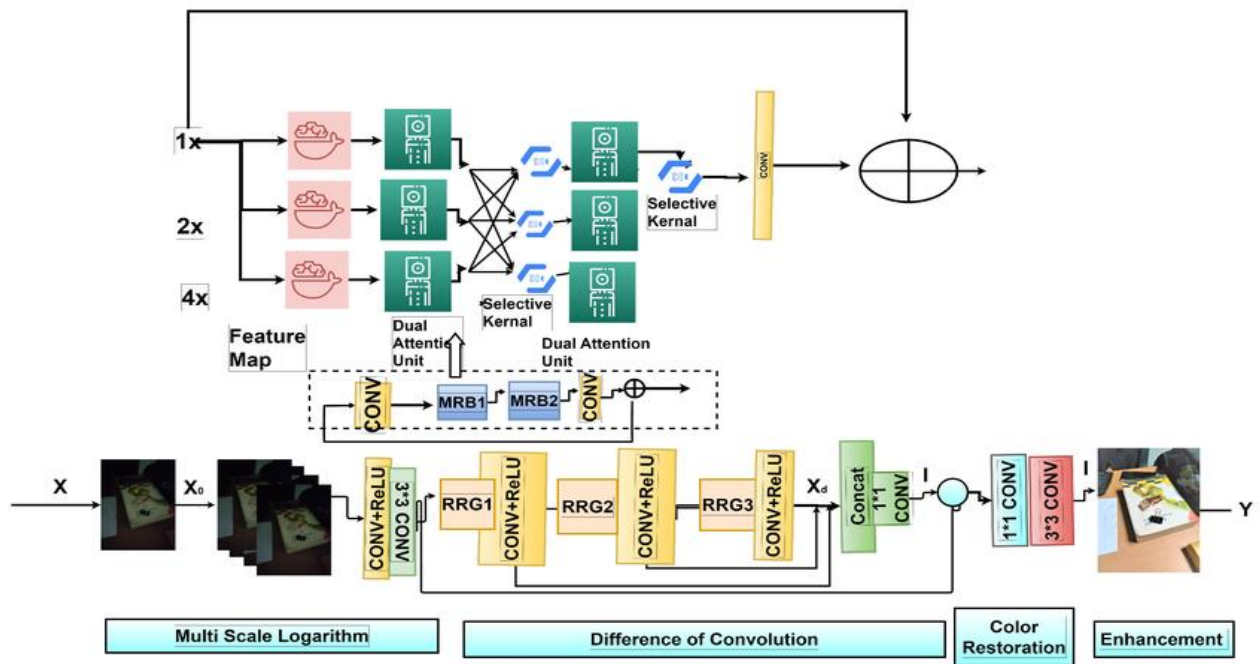 1x
2x
4x
CONV
Selective
Kernal
Selective
Kernal
Feature
Map
Dual
Attentic
Unit
Dual Attention
Unit
CONV
MRB1
MRB2
CONV
X
X₀
CONV+ReLU
3*3 CONV
RRG1
CONV+ReLU
RRG2
CONV+ReLU
RRG3
CONV+ReLU
X_d
Concat
1*1
CONV
I
1*1 CONV
3*3 CONV
I
Y
Multi Scale Logarithm
Difference of Convolution
Color
Restoration
Enhancement